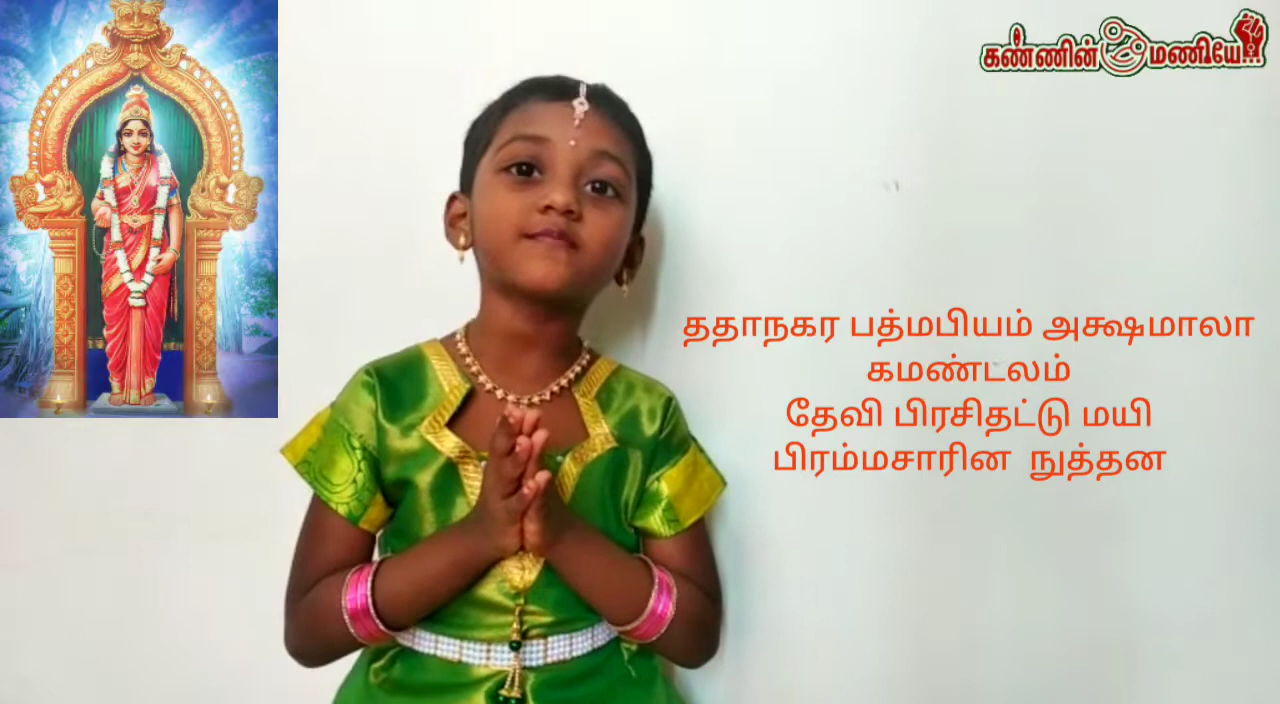 கண்ணின் மணியே...
ததாநகர பத்மபியம் அக்ஷமாலா
கமண்டலம்
தேவி பிரசிதட்டு மயி
பிரம்மசாரின நுத்தன